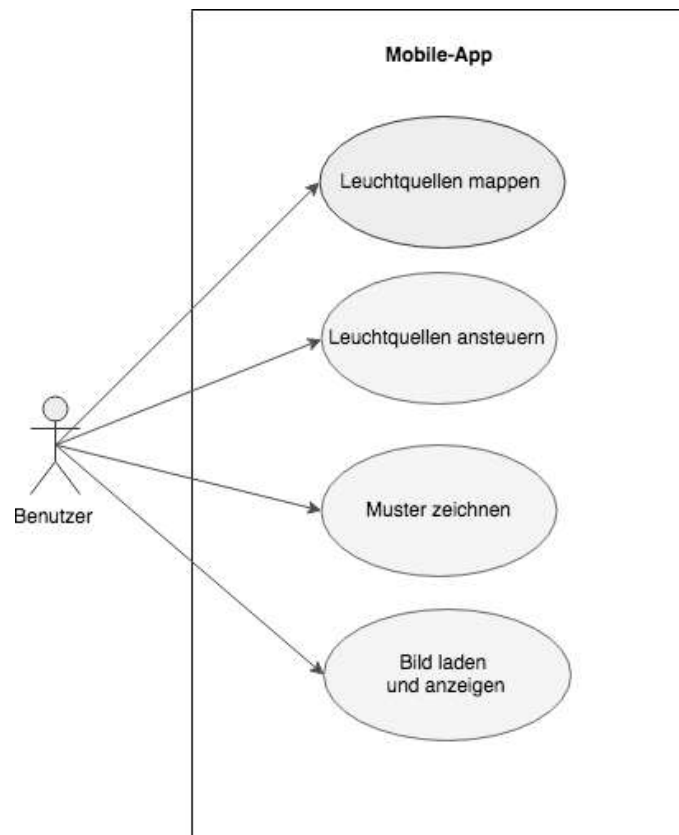 Mobile-App
Leuchtquellen mappen
Leuchtquellen ansteuern
Benutzer
Muster zeichnen
Bild laden
und anzeigen